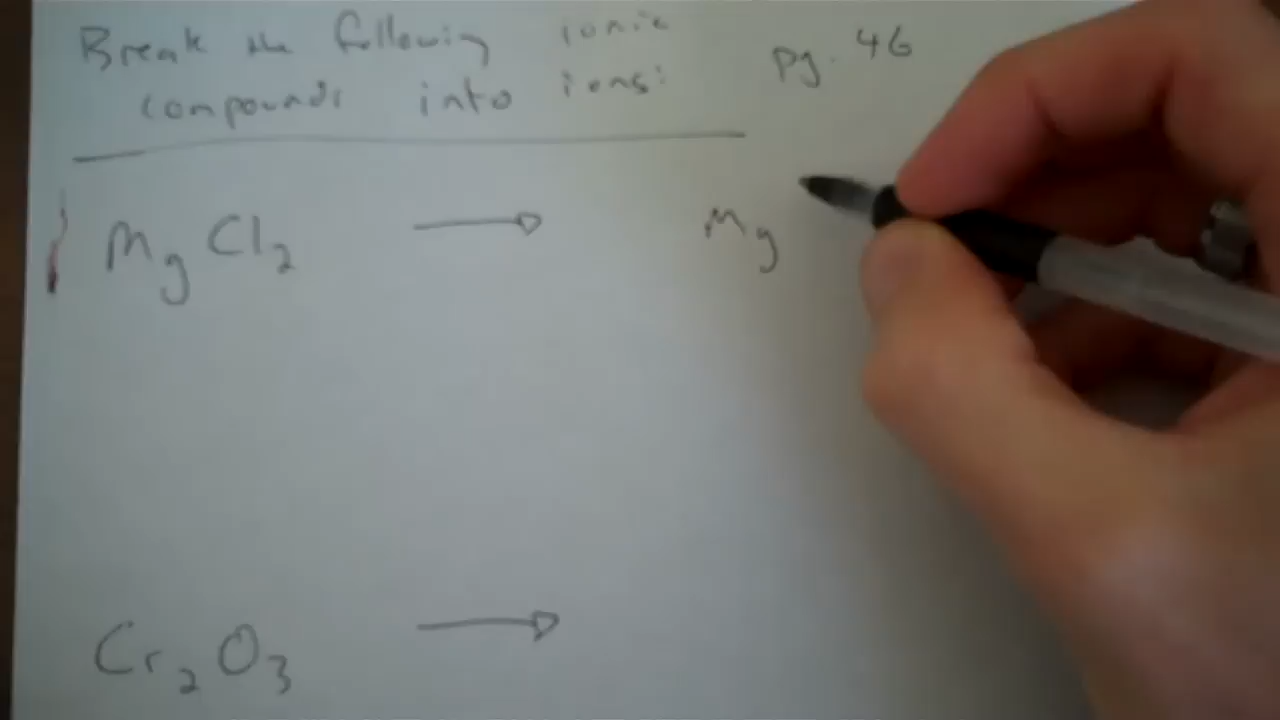 Break the following ionic
compounds into ions:
pg. 46
MgCl₂ → Mg
Cr₂O₃ →